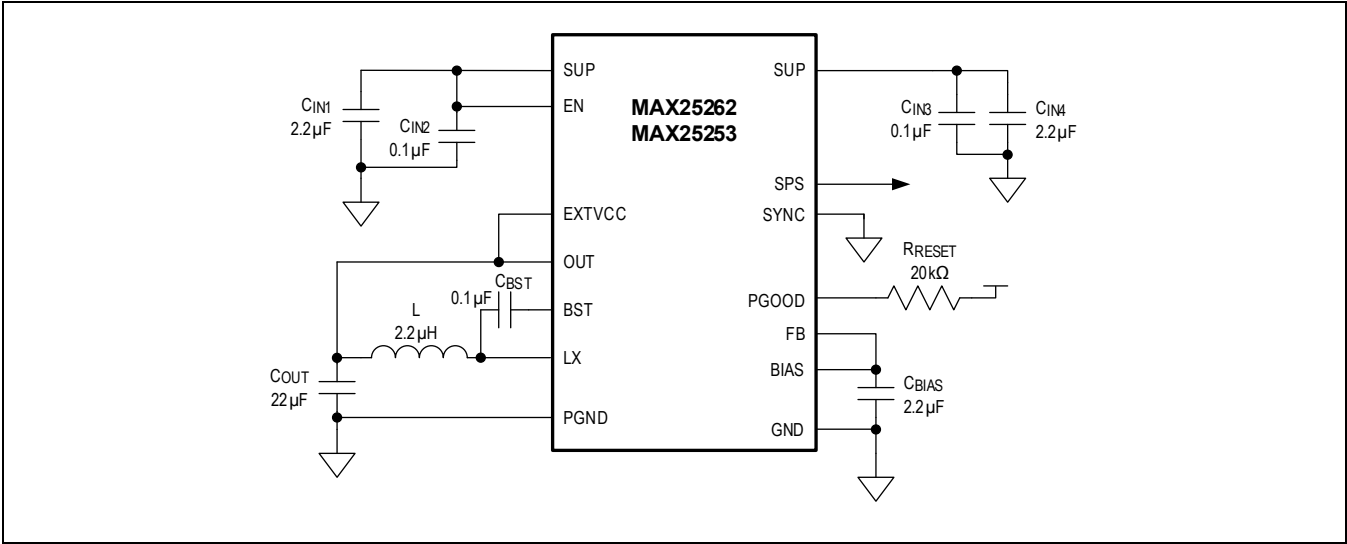 MAX25262
MAX25253
SUP
EN
EXTVCC
OUT
BST
LX
PGND
SUP
SPS
SYNC
PGOOD
FB
BIAS
GND
CIN1
2.2µF
CIN2
0.1µF
CBST
0.1µF
L
2.2µH
COUT
22µF
CIN3
0.1µF
CIN4
2.2µF
RRESET
20kΩ
CBIAS
2.2µF